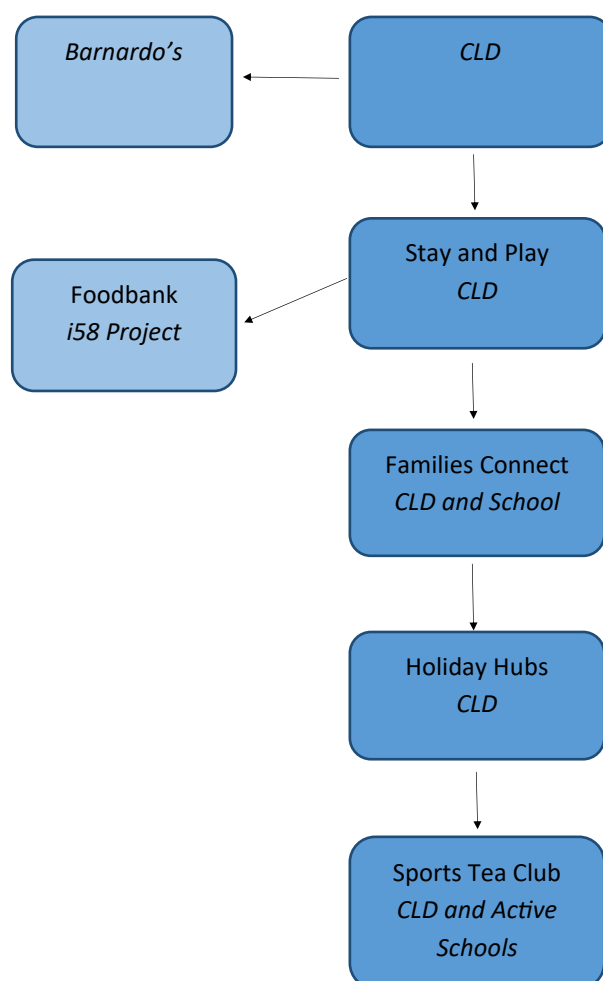 Barnardo’s
CLD
Stay and Play
CLD
Foodbank
i58 Project
Families Connect
CLD and School
Holiday Hubs
CLD
Sports Tea Club
CLD and Active
Schools